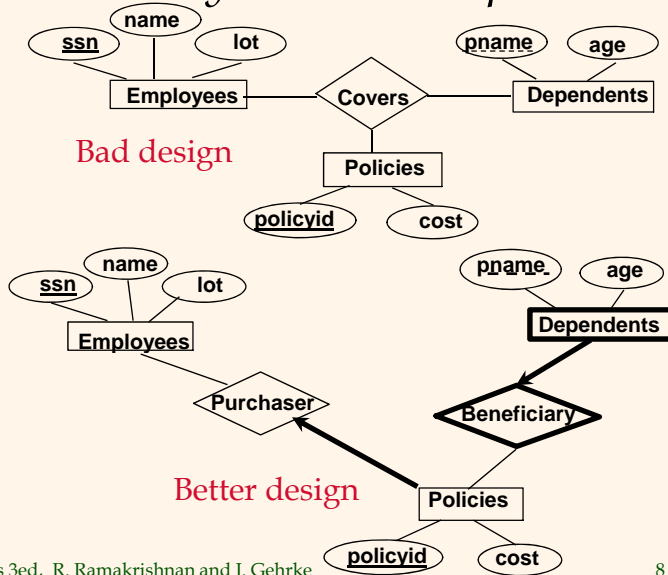 name
ssn
lot
pname
age
Employees
Covers
Dependents
Bad design
Policies
policyid
cost
name
ssn
lot
pname
age
Employees
Dependents
Purchaser
Beneficiary
Better design
Policies
policyid
cost
s 3ed, R. Ramakrishnan and J. Gehrke
8